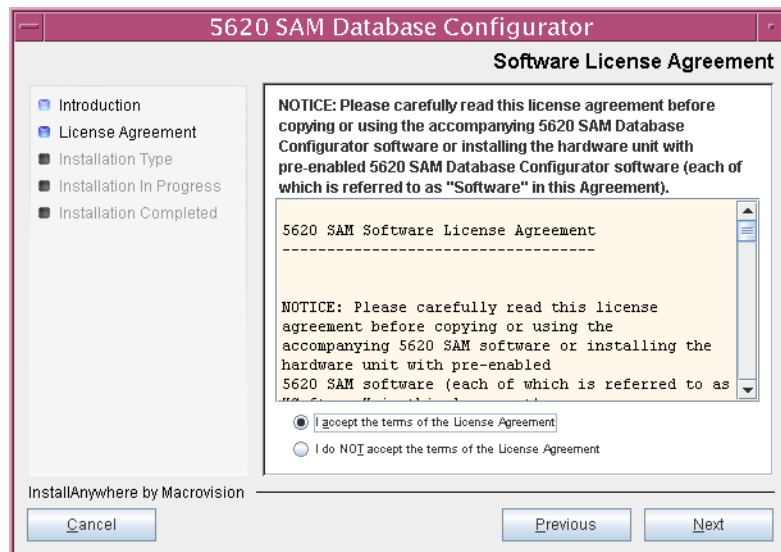 5620 SAM Database Configurator
Software License Agreement
Introduction
License Agreement
Installation Type
Installation In Progress
Installation Completed
NOTICE: Please carefully read this license agreement before
copying or using the accompanying 5620 SAM Database
Configurator software or installing the hardware unit with
pre-enabled 5620 SAM Database Configurator software (each of
which is referred to as "Software" in this Agreement).
5620 SAM Software License Agreement
-----------------------------------
NOTICE: Please carefully read this license
agreement before copying or using the
accompanying 5620 SAM software or installing the
hardware unit with pre-enabled
5620 SAM software (each of which is referred to as
I accept the terms of the License Agreement
I do NOT accept the terms of the License Agreement
InstallAnywhere by Macrovision
Cancel
Previous
Next